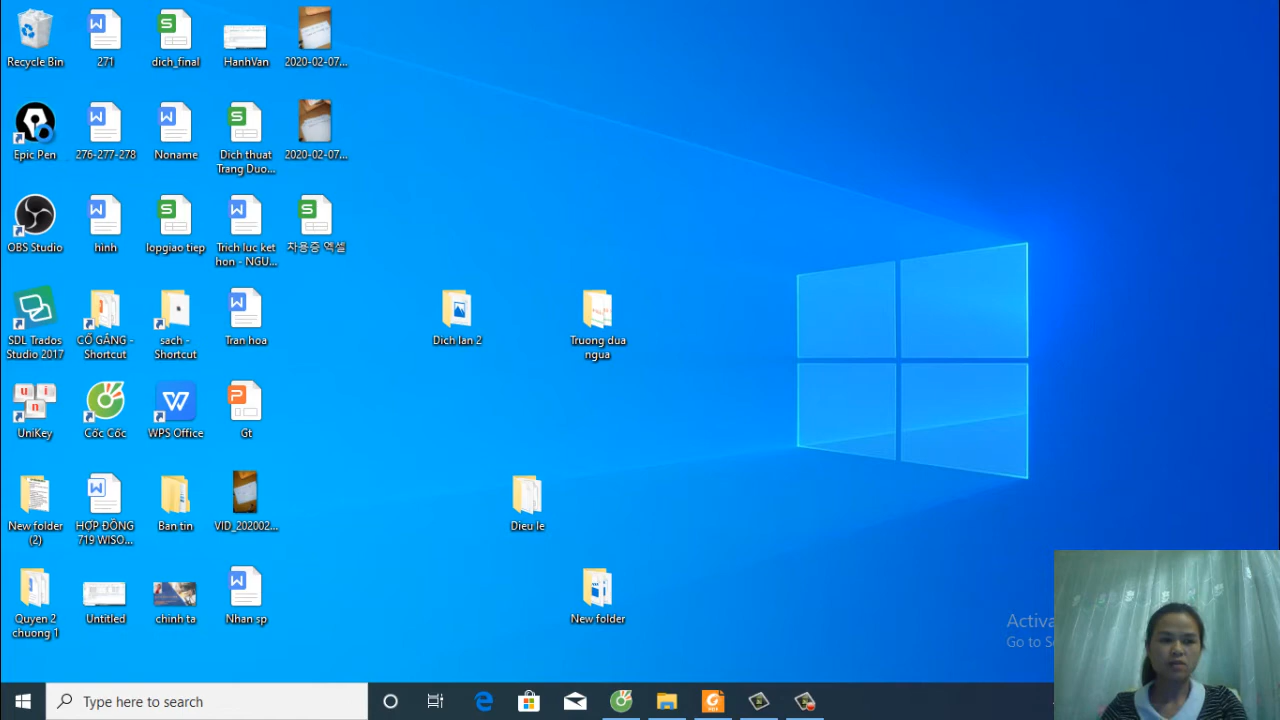 Recycle Bin
271
dich_final
HanhVan
2020-02-07...
Epic Pen
276-277-278
Noname
Dich thuat
Trang Duo...
2020-02-07...
OBS Studio
hinh
lopgiao tiep
Trich luc ket
hon - NGU...
차용증 엑셀
SDL Trados
Studio 2017
CỐ GẮNG -
Shortcut
sach -
Shortcut
Tran hoa
Dich lan 2
Truong dua
ngua
UniKey
Cốc Cốc
WPS Office
Gt
New folder
(2)
HỢP ĐỒNG
719 WISO...
Ban tin
VID_202002...
Dieu le
Quyen 2
chuong 1
Untitled
chinh ta
Nhan sp
New folder
Activa
Go to Se
Type here to search